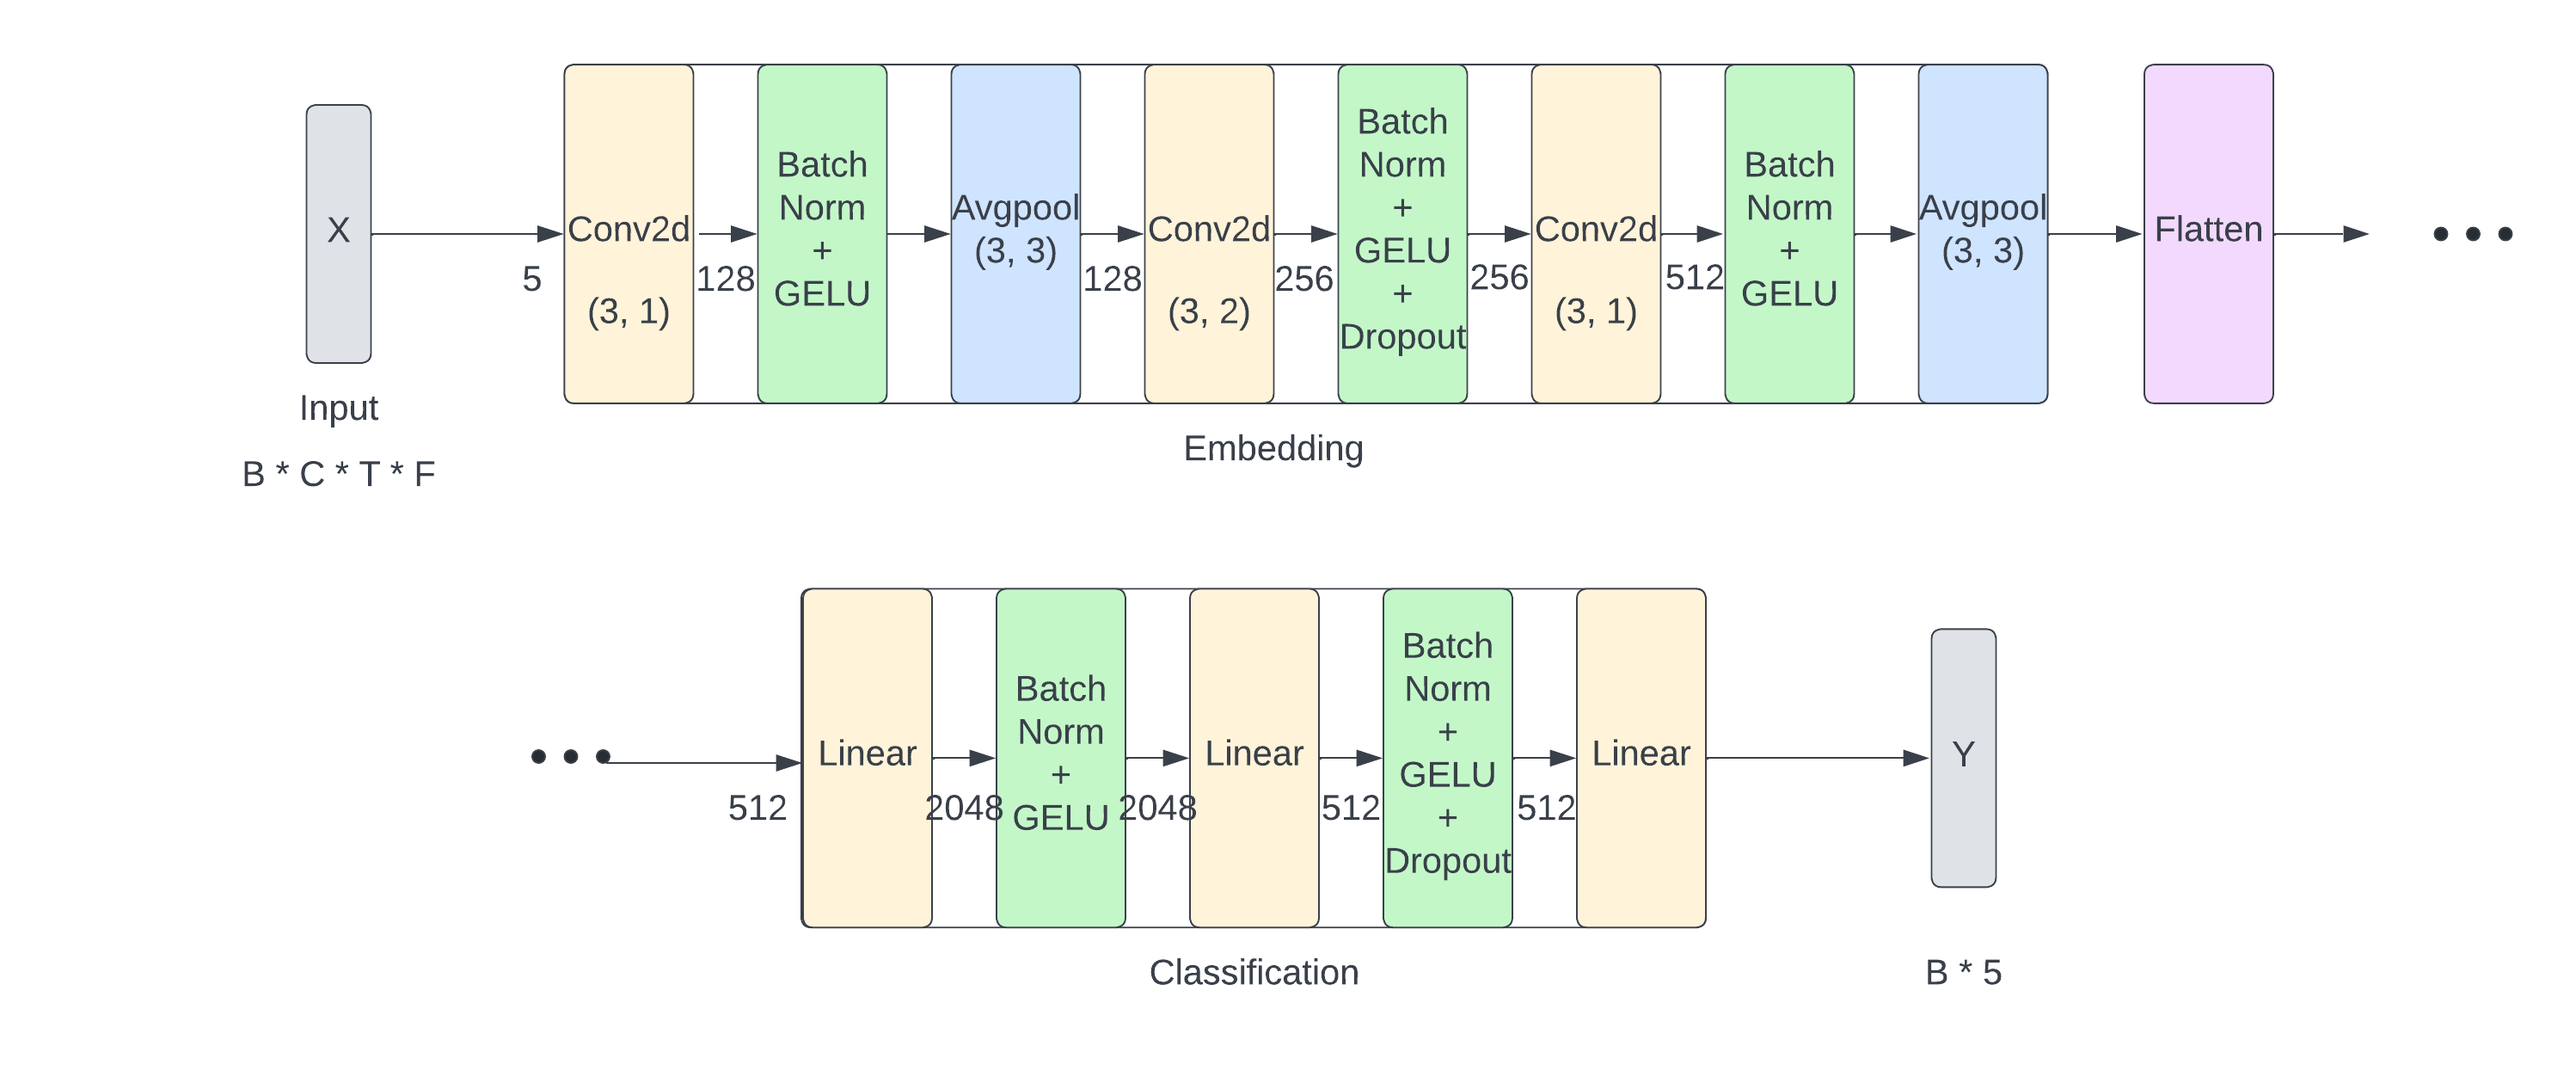 X
Input
B * C * T * F
5
Conv2d
(3, 1)
128
Batch
Norm
+
GELU
Avgpool
(3, 3)
128
Conv2d
(3, 2)
256
Batch
Norm
+
GELU
+
Dropout
256
Conv2d
(3, 1)
512
Batch
Norm
+
GELU
Avgpool
(3, 3)
Flatten
Embedding
512
Linear
2048
Batch
Norm
+
GELU
2048
Linear
512
Batch
Norm
+
GELU
+
Dropout
512
Linear
Classification
Y
B * 5